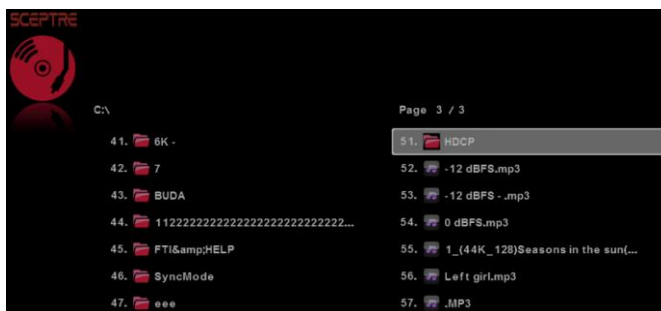 SCEPTRE
C:\
Page 3 / 3
41. 6K -
42. 7
43. BUDA
44. 1122222222222222222222222222...
45. FTI&amp;HELP
46. SyncMode
47. eee
51. HDCP
52. -12 dBFS.mp3
53. -12 dBFS - .mp3
54. 0 dBFS.mp3
55. 1_(44K_128)Seasons in the sun(...
56. Left girl.mp3
57. .MP3